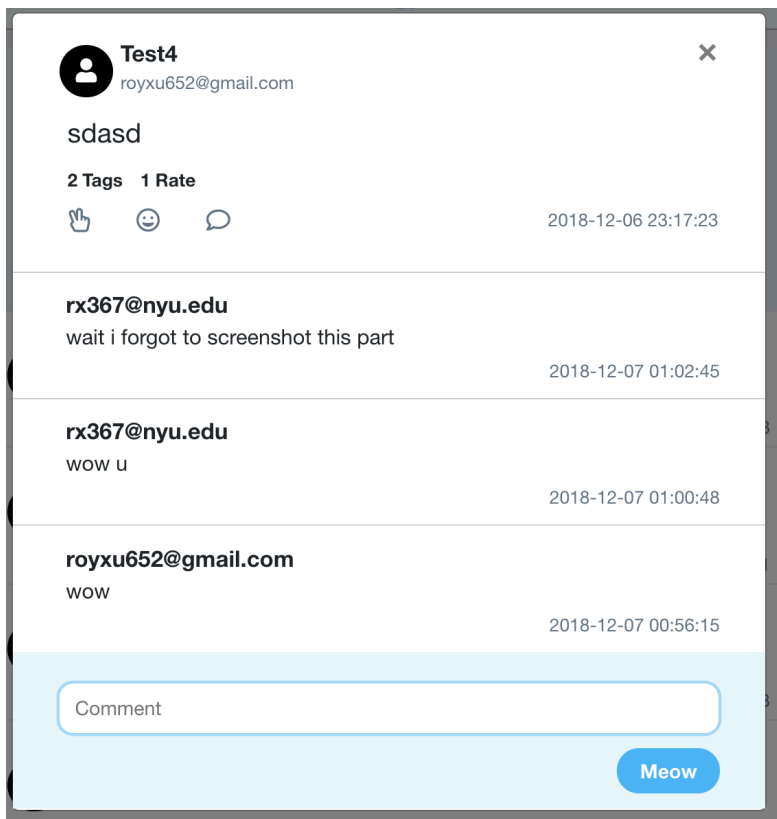 Test4
royxu652@gmail.com
sdasd
2 Tags 1 Rate
2018-12-06 23:17:23
rx367@nyu.edu
wait i forgot to screenshot this part
2018-12-07 01:02:45
rx367@nyu.edu
wow u
2018-12-07 01:00:48
royxu652@gmail.com
wow
2018-12-07 00:56:15
Comment
Meow